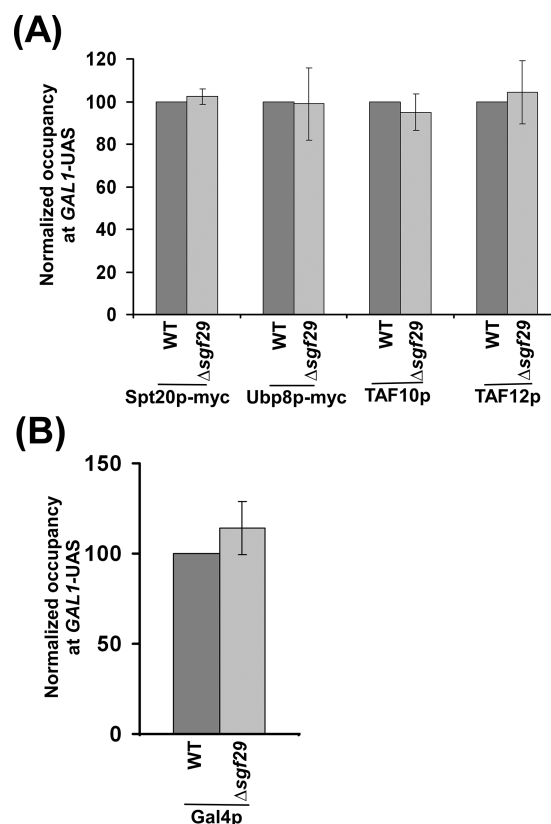 (A)
Normalized occupancy
at GAL1-UAS
120
100
80
60
40
20
0
WT
Δsgf29
WT
Δsgf29
WT
Δsgf29
WT
Δsgf29
Spt20p-myc
Ubp8p-myc
TAF10p
TAF12p
(B)
Normalized occupancy
at GAL1-UAS
150
100
50
0
WT
Δsgf29
Gal4p